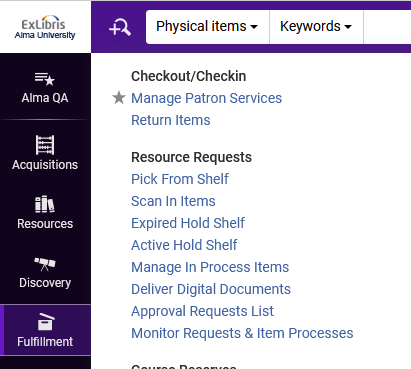 ExLibris
Alma University
Physical items
Keywords
Alma QA
Acquisitions
Resources
Discovery
Fulfillment
Checkout/Checkin
Manage Patron Services
Return Items
Resource Requests
Pick From Shelf
Scan In Items
Expired Hold Shelf
Active Hold Shelf
Manage In Process Items
Deliver Digital Documents
Approval Requests List
Monitor Requests & Item Processes
Course Reserves